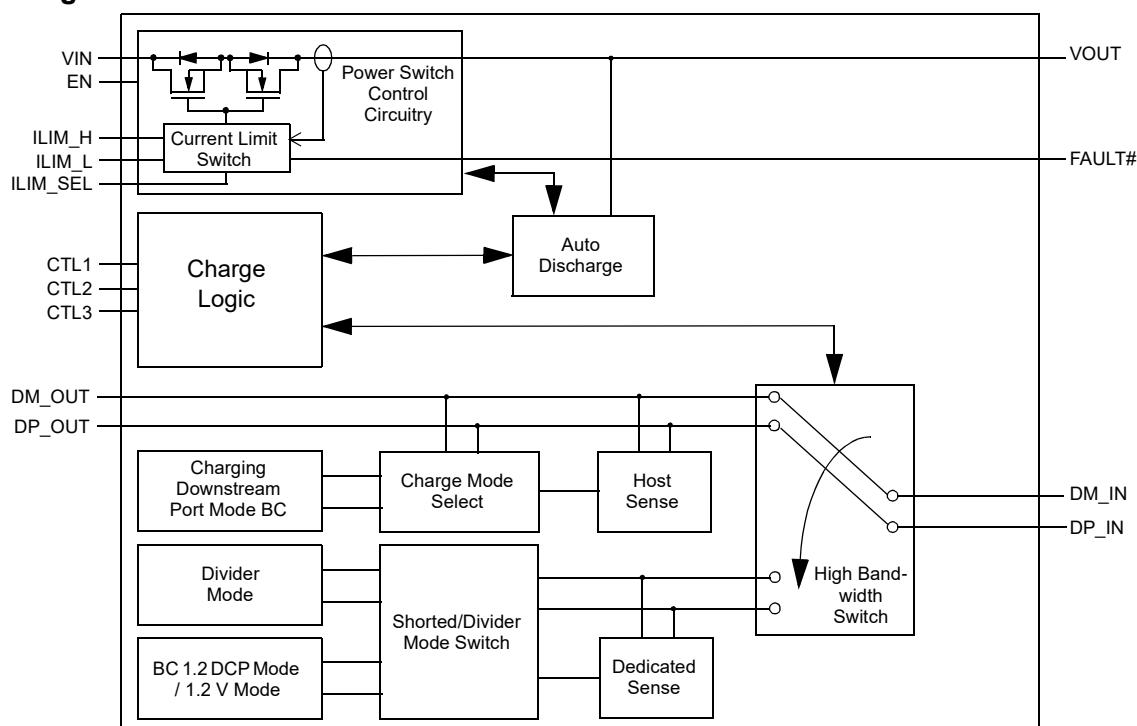 VIN
EN
ILIM_H
ILIM_L
ILIM_SEL
Power Switch
Control
Circuitry
Current Limit
Switch
VOUT
FAULT#
CTL1
CTL2
CTL3
Charge
Logic
Auto
Discharge
DM_OUT
DP_OUT
Charging
Downstream
Port Mode BC
Charge Mode
Select
Host
Sense
DM_IN
DP_IN
High Band-
width
Switch
Divider
Mode
Shorted/Divider
Mode Switch
BC 1.2 DCP Mode
/ 1.2 V Mode
Dedicated
Sense